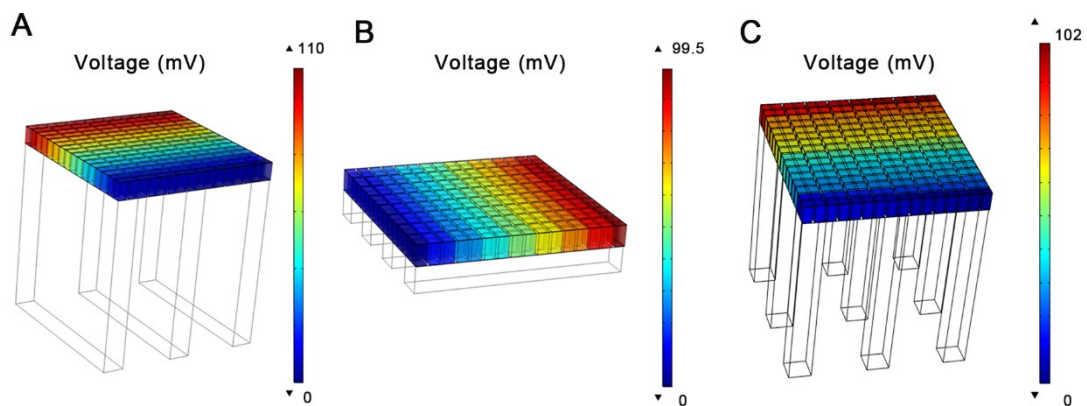 A
Voltage (mV)
▲ 110
▼ 0
B
Voltage (mV)
▲ 99.5
▼ 0
C
Voltage (mV)
▲
102
▼ 0